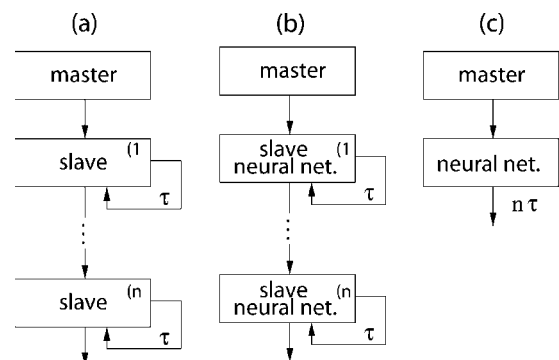 (a)
master
slave
(1
τ
slave
(n
τ
(b)
master
slave
neural net.
(1
τ
slave
neural net.
(n
τ
(c)
master
neural net.
n τ